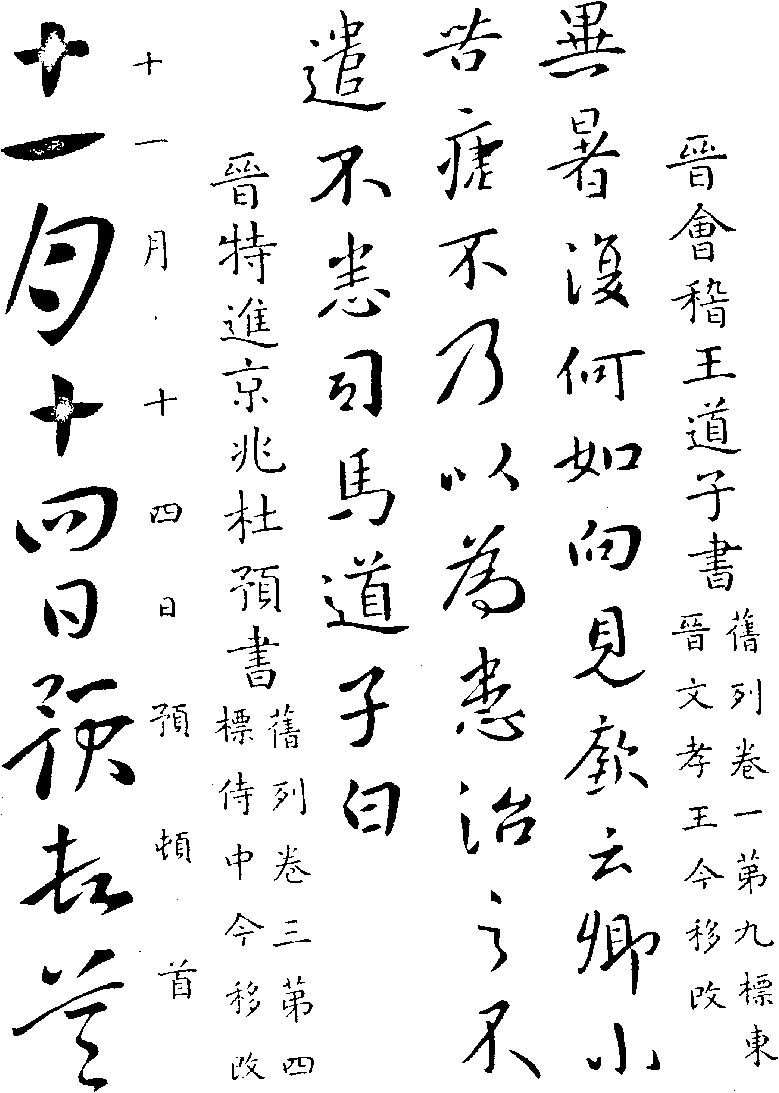 晉會稽王道子書
舊列卷一第九標東
晉文孝王今移改
異暑復何如向見歆云卿小
苦瘧不乃以為患治之不
遣不悉司馬道子白
晉特進京兆杜預書
舊列卷三第四
標侍中今移改
十一月十四日預頓首
十一月十四日預頓首